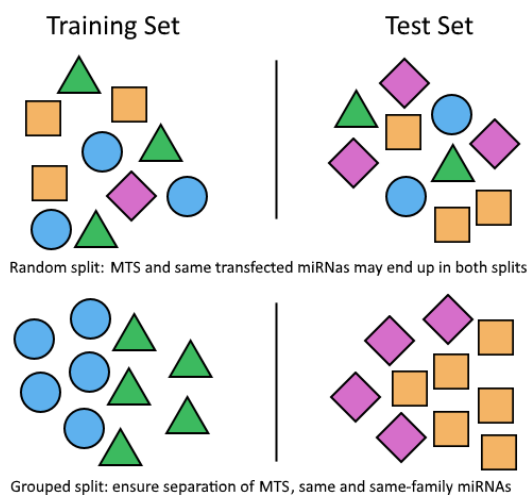 Training Set
Test Set
Random split: MTS and same transfected miRNAs may end up in both splits
Grouped split: ensure separation of MTS, same and same-family miRNAs